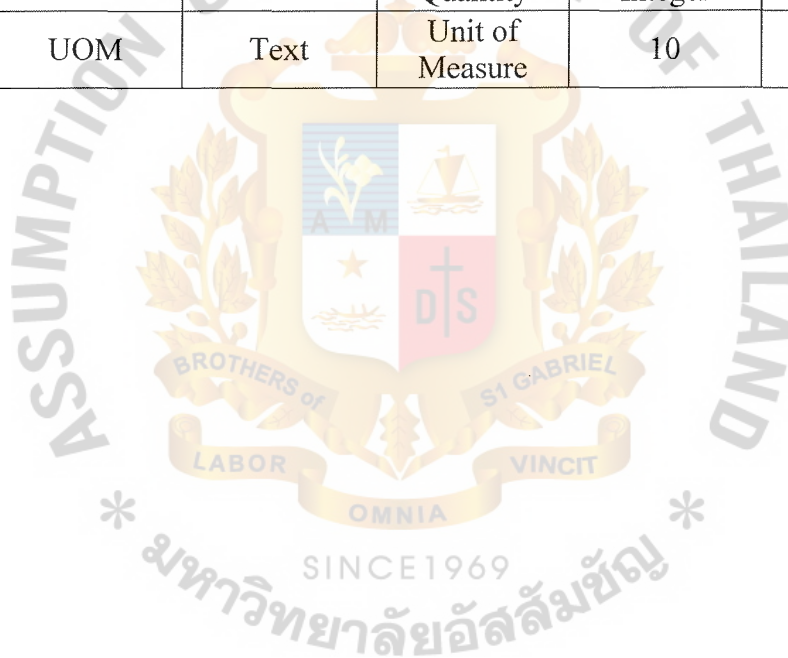 Quantity
UOM Text Unit of Measure 10
ASSUMPTION OF THAILAND
A M
D S
BROTHERS of ST GABRIEL
LABOR VINCIT
OMNIA
SINCE1969
* มหาวิทยาลัยอัสสัมชัญ *